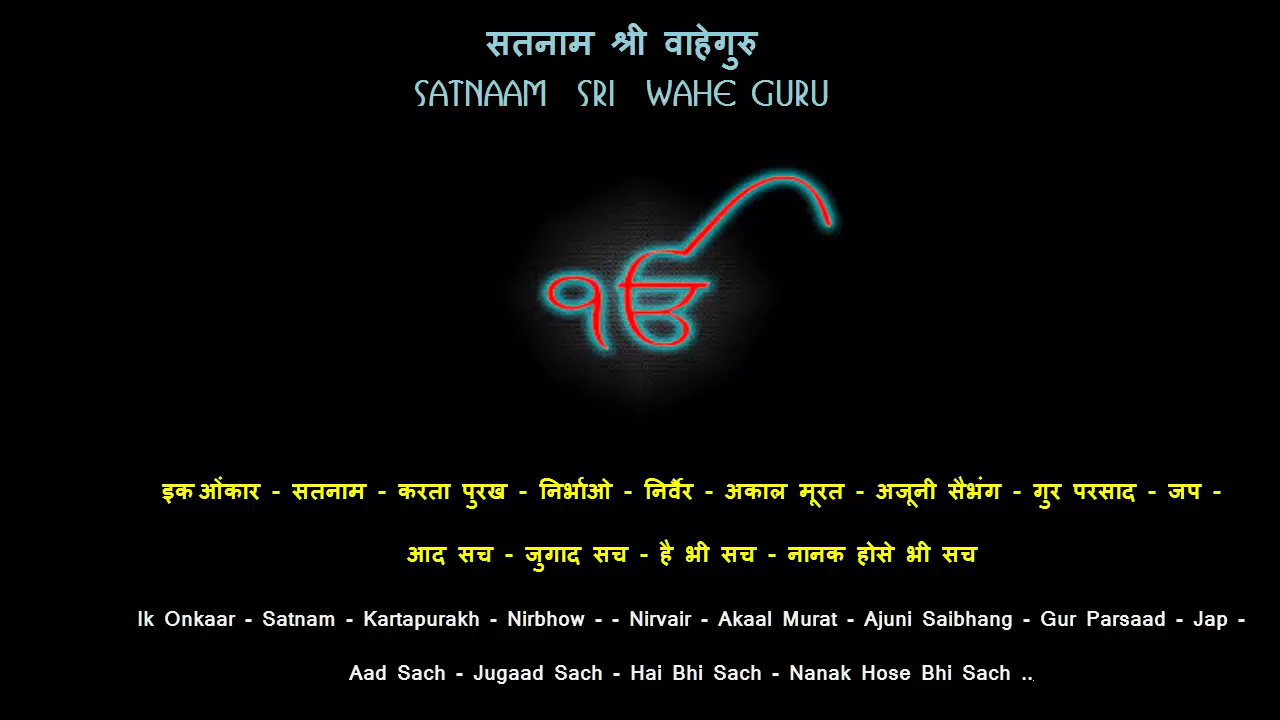 सतनाम श्री वाहेगुरु
SATNAAM SRI WAHE GURU
ੴ
इक ओंकार - सतनाम - करता पुरख - निर्भाओ - निर्वैर - अकाल मूरत - अजूनी सैभंग - गुर परसाद - जप -
आद सच - जुगाद सच - है भी सच - नानक होसे भी सच
Ik Onkaar - Satnam - Kartapurakh - Nirbhow - - Nirvair - Akaal Murat - Ajuni Saibhang - Gur Parsaad - Jap -
Aad Sach - Jugaad Sach - Hai Bhi Sach - Nanak Hose Bhi Sach ..